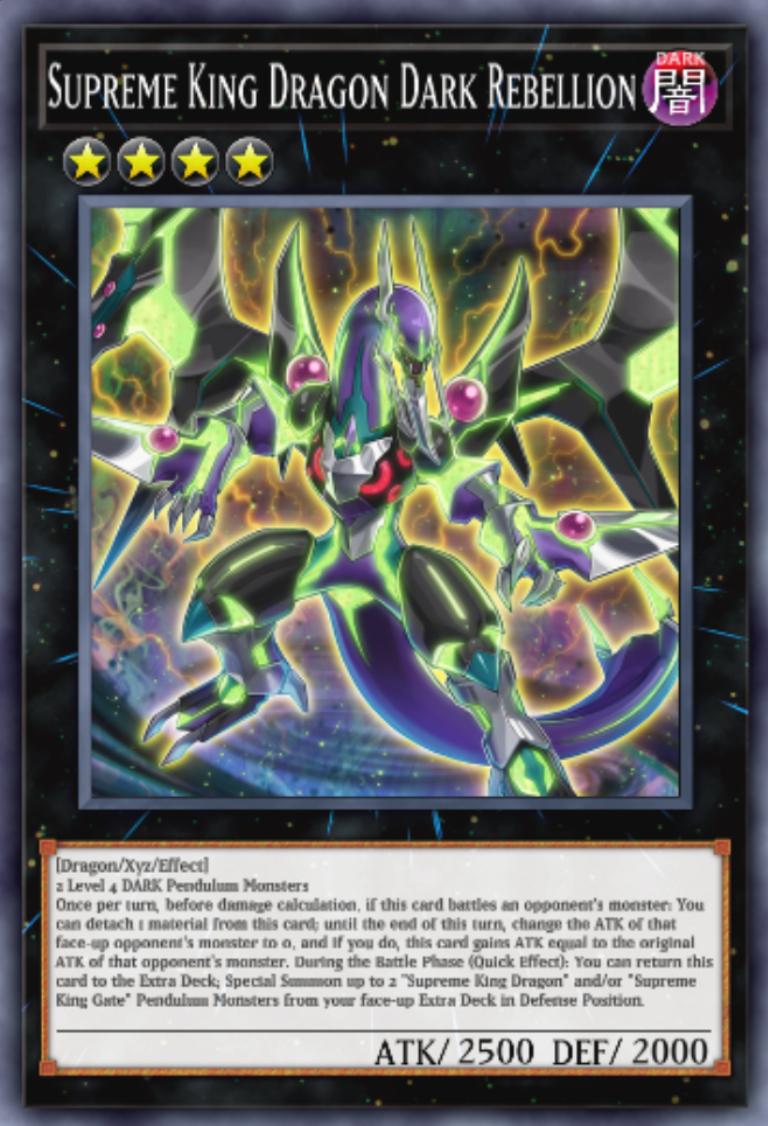 DARK
SUPREME KING DRAGON DARK REBELLION 闇
[Dragon/Xyz/Effect]
2 Level 4 DARK Pendulum Monsters
Once per turn, before damage calculation, if this card battles an opponent's monster: You
can detach 1 material from this card; until the end of this turn, change the ATK of that
face-up opponent's monster to 0, and if you do, this card gains ATK equal to the original
ATK of that opponent's monster. During the Battle Phase (Quick Effect): You can return this
card to the Extra Deck; Special Summon up to 2 "Supreme King Dragon" and/or "Supreme
King Gate" Pendulum Monsters from your face-up Extra Deck in Defense Position.
ATK/ 2500 DEF/ 2000